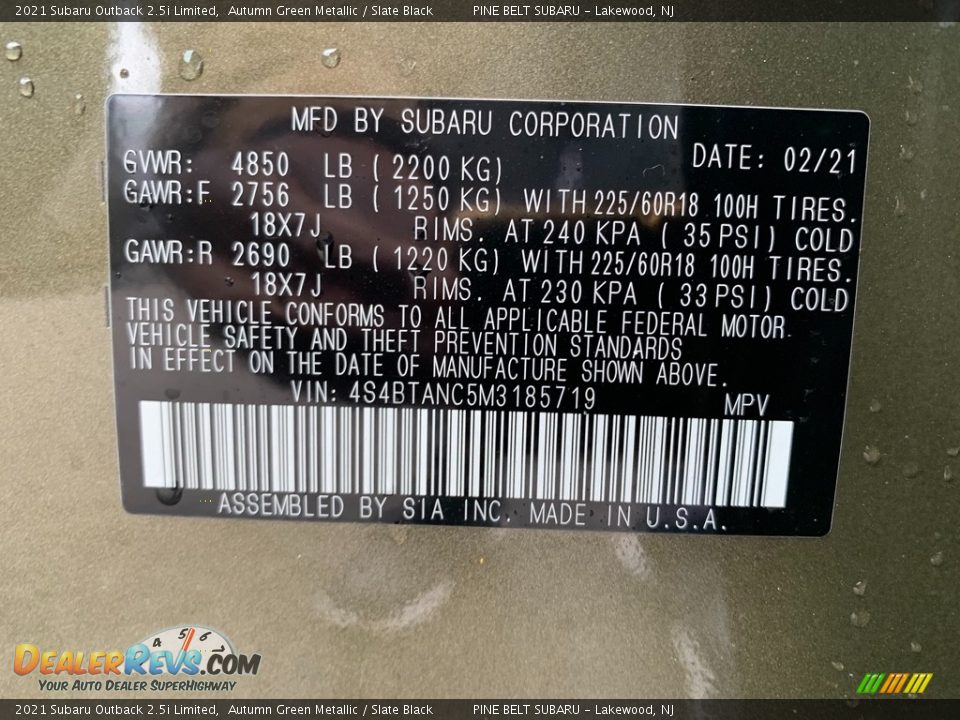 2021 Subaru Outback 2.5i Limited,  Autumn Green Metallic / Slate Black    PINE BELT SUBARU - Lakewood, NJ
MFD BY SUBARU CORPORATION
DATE: 02/21
GVWR: 4850 LB ( 2200 KG)
GAWR:F 2756 LB ( 1250 KG) WITH 225/60R18 100H TIRES.
18X7J RIMS. AT 240 KPA ( 35 PSI) COLD
GAWR:R 2690 LB ( 1220 KG) WITH 225/60R18 100H TIRES.
18X7J RIMS. AT 230 KPA ( 33 PSI) COLD
THIS VEHICLE CONFORMS TO ALL APPLICABLE FEDERAL MOTOR
VEHICLE SAFETY AND THEFT PREVENTION STANDARDS
IN EFFECT ON THE DATE OF MANUFACTURE SHOWN ABOVE.
VIN: 4S4BTANC5M3185719 MPV
ASSEMBLED BY SIA INC. MADE IN U.S.A.
4 5 6 7
DEALERREVS.COM
YOUR AUTO DEALER SUPERHIGHWAY
2021 Subaru Outback 2.5i Limited,  Autumn Green Metallic / Slate Black    PINE BELT SUBARU - Lakewood, NJ